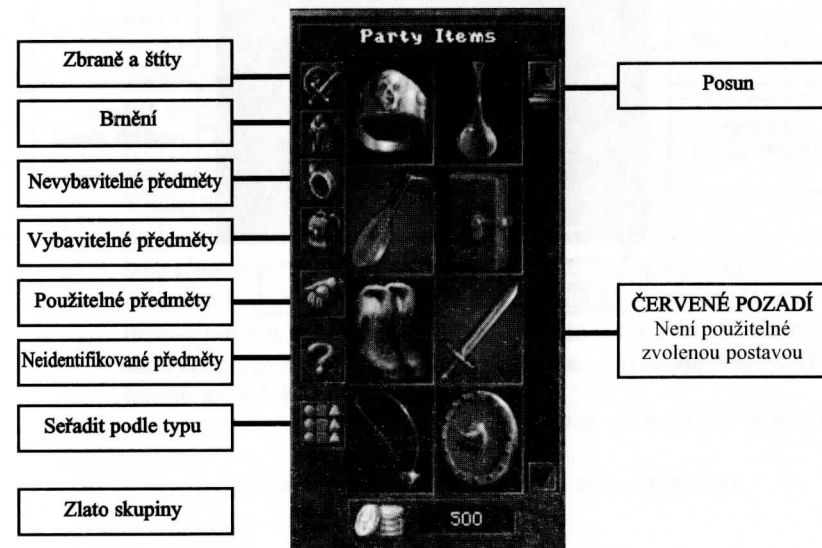 Party Items
Zbraně a štíty
Brnění
Nevybavitelné předměty
Vybavitelné předměty
Použitelné předměty
Neidentifikované předměty
Seřadit podle typu
Zlato skupiny
Posun
ČERVENÉ POZADÍ
Není použitelné
zvolenou postavou
500